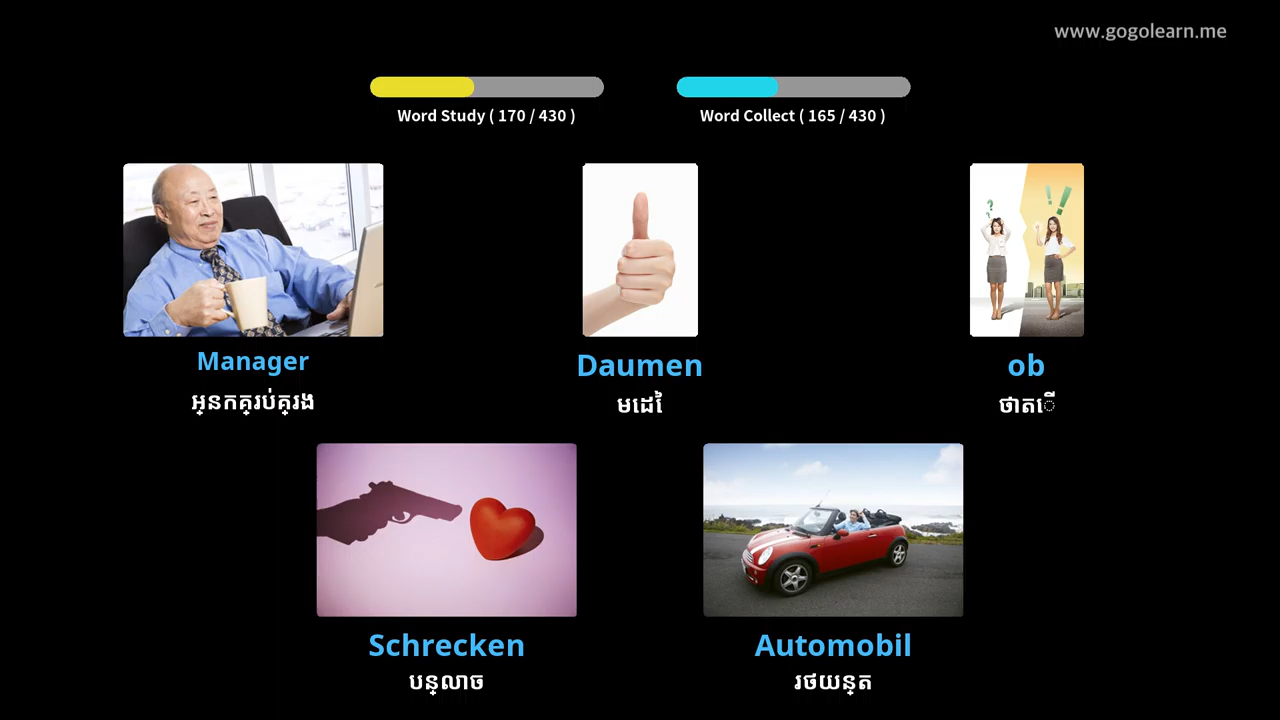 www.gogolearn.me
Word Study ( 170 / 430 )
Word Collect ( 165 / 430 )
Manager
អ្នកគ្រប់គ្រង
Daumen
មេដៃ
ob
ថាតើ
Schrecken
បន្លាច
Automobil
រថយន្ត